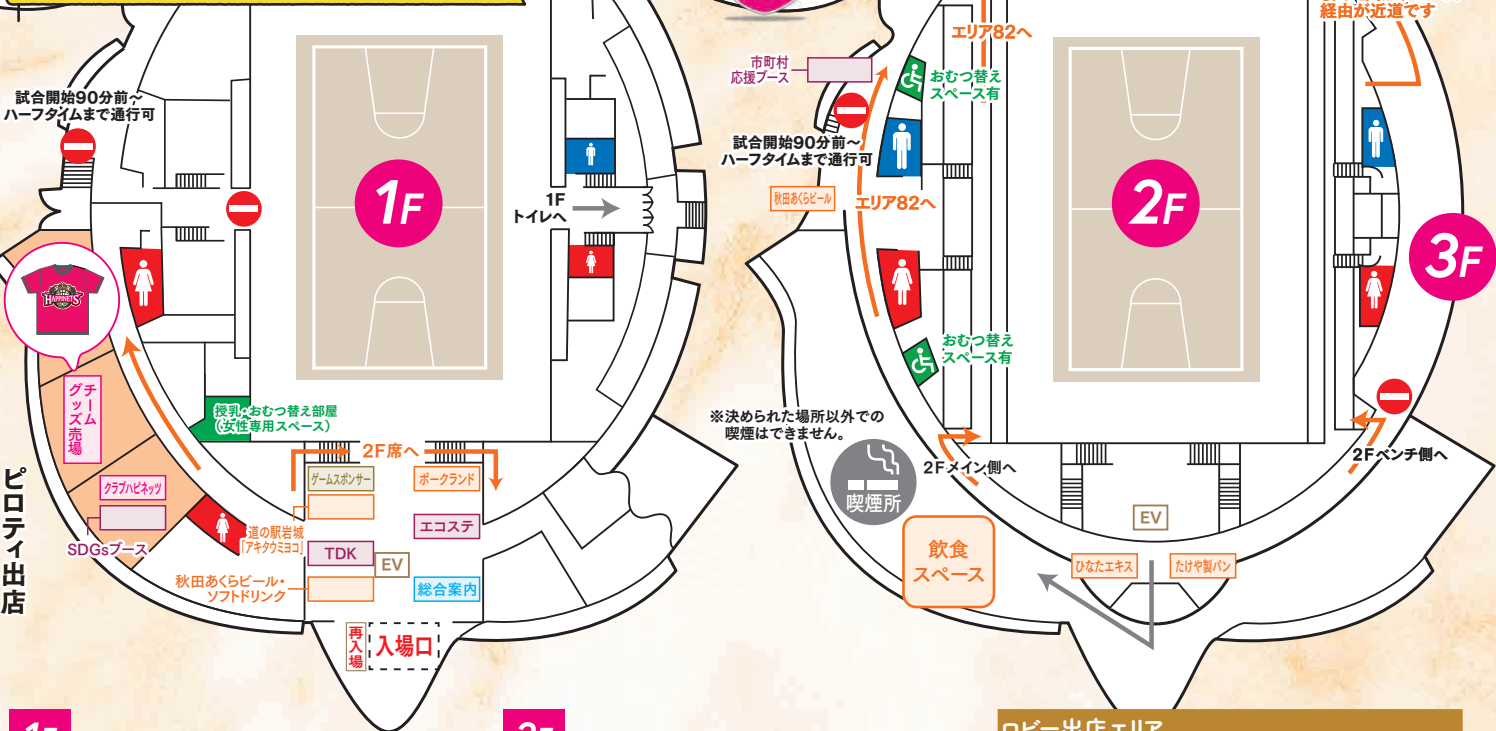 試合開始90分前〜
ハーフタイムまで通行可
1F
1F
トイレへ
HAPPINETS
チーム
グッズ売場
授乳・おむつ替え部屋
（女性専用スペース）
2F席へ
クラブハピネッツ
SDGsブース
ゲームスポンサー
ポークランド
道の駅岩城
「アキタウミヨコ」
エコステ
TDK
EV
秋田あくらビール・
ソフトドリンク
総合案内
再入場
入場口
ピロティ出店
市町村
応援ブース
エリア82へ
おむつ替え
スペース有
試合開始90分前〜
ハーフタイムまで通行可
秋田あくらビール
エリア82へ
2F
おむつ替え
スペース有
経由が近道です
3F
※決められた場所以外での
喫煙はできません。
喫煙所
2Fメイン側へ
2Fベンチ側へ
EV
飲食
スペース
ひなたエキス
たけや製パン
ロビー出店エリア